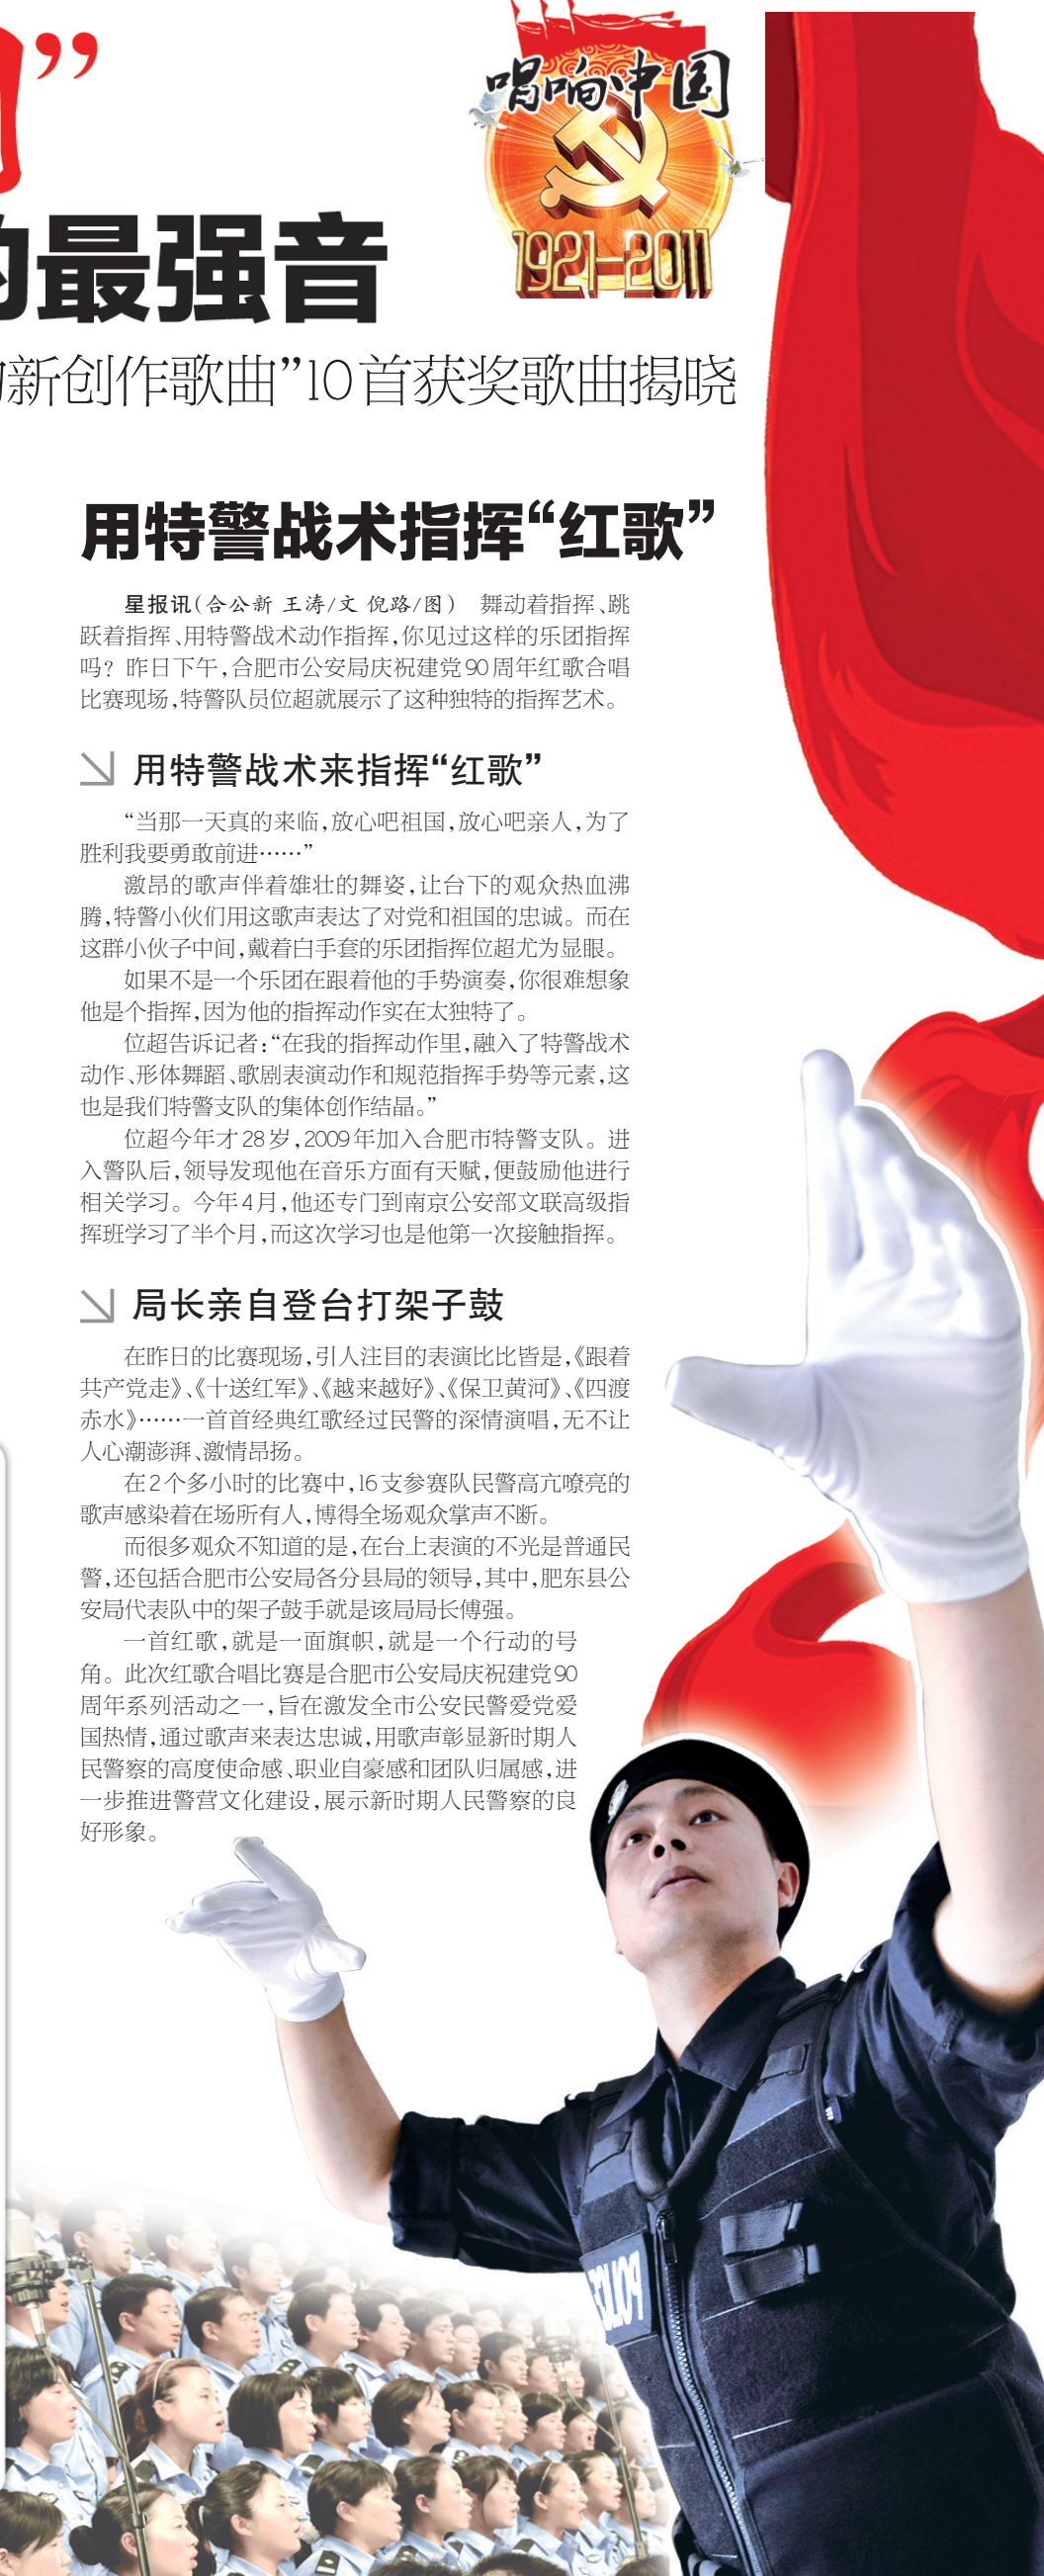 ”
唱响中国
1921—2011
的最强音
新创作歌曲”10首获奖歌曲揭晓
用特警战术指挥“红歌”
星报讯(合公新 王涛/文 倪路/图) 舞动着指挥、跳
跃着指挥、用特警战术动作指挥,你见过这样的乐团指挥
吗？昨日下午,合肥市公安局庆祝建党90周年红歌合唱
比赛现场,特警队员位超就展示了这种独特的指挥艺术。
用特警战术来指挥“红歌”
“当那一天真的来临,放心吧祖国,放心吧亲人,为了
胜利我要勇敢前进……”
激昂的歌声伴着雄壮的舞姿,让台下的观众热血沸
腾,特警小伙们用这歌声表达了对党和祖国的忠诚。而在
这群小伙子中间,戴着白手套的乐团指挥位超尤为显眼。
如果不是一个乐团在跟着他的手势演奏,你很难想象
他是个指挥,因为他的指挥动作实在太独特了。
位超告诉记者:“在我的指挥动作里,融入了特警战术
动作、形体舞蹈、歌剧表演动作和规范指挥手势等元素,这
也是我们特警支队的集体创作结晶。”
位超今年才28岁,2009年加入合肥市特警支队。进
入警队后,领导发现他在音乐方面有天赋,便鼓励他进行
相关学习。今年4月,他还专门到南京公安部文联高级指
挥班学习了半个月,而这次学习也是他第一次接触指挥。
局长亲自登台打架子鼓
在昨日的比赛现场,引人注目的表演比比皆是,《跟着
共产党走》、《十送红军》、《越来越好》、《保卫黄河》、《四渡
赤水》……一首首经典红歌经过民警的深情演唱,无不让
人心潮澎湃、激情昂扬。
在2个多小时的比赛中,16支参赛队民警高亢嘹亮的
歌声感染着在场所有人,博得全场观众掌声不断。
而很多观众不知道的是,在台上表演的不光是普通民
警,还包括合肥市公安局各分县局的领导,其中,肥东县公
安局代表队中的架子鼓手就是该局局长傅强。
一首红歌,就是一面旗帜,就是一个行动的号
角。此次红歌合唱比赛是合肥市公安局庆祝建党90
周年系列活动之一,旨在激发全市公安民警爱党爱
国热情,通过歌声来表达忠诚,用歌声彰显新时期人
民警察的高度使命感、职业自豪感和团队归属感,进
一步推进警营文化建设,展示新时期人民警察的良
好形象。